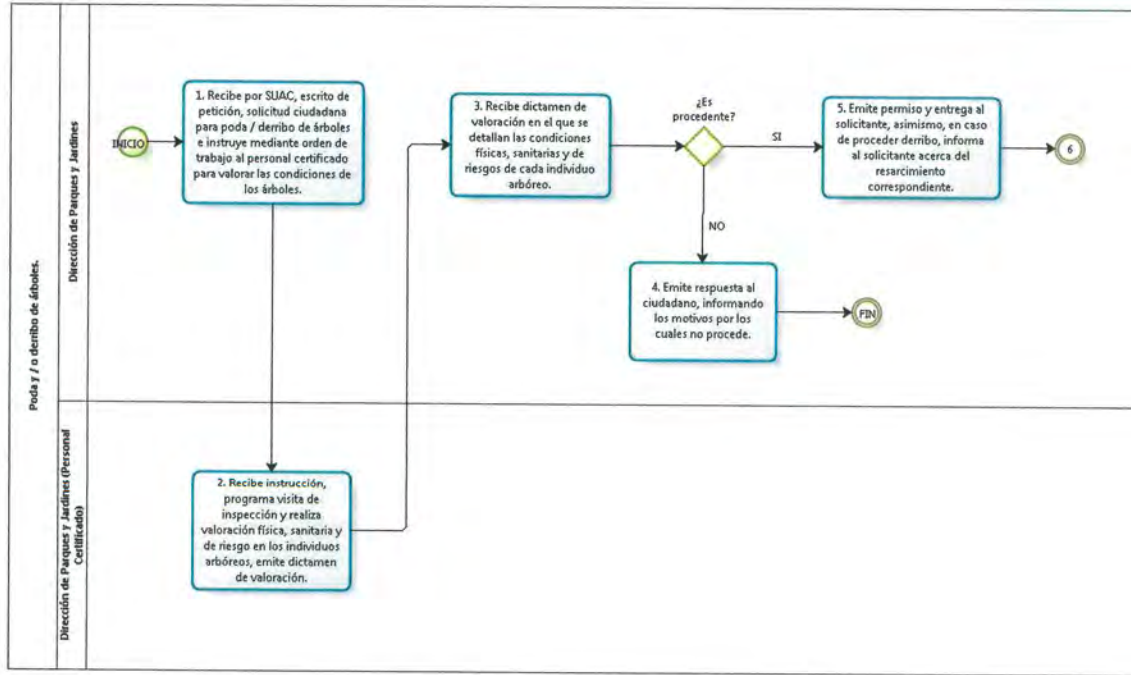 Poda y / o derribo de árboles.
Dirección de Parques y Jardines
INICIO
1. Recibe por SUAC, escrito de
petición, solicitud ciudadana
para poda / derribo de árboles
e instruye mediante orden de
trabajo al personal certificado
para valorar las condiciones de
los árboles.
3. Recibe dictamen de
valoración en el que se
detallan las condiciones
físicas, sanitarias y de
riesgos de cada individuo
arbóreo.
¿Es
procedente?
SI
5. Emite permiso y entrega al
solicitante, asimismo, en caso
de proceder derribo, informa
al solicitante acerca del
resarcimiento
correspondiente.
6
NO
4. Emite respuesta al
ciudadano, informando
los motivos por los
cuales no procede.
FIN
Dirección de Parques y Jardines (Personal
Certificado)
2. Recibe instrucción,
programa visita de
inspección y realiza
valoración física, sanitaria y
de riesgo en los individuos
arbóreos, emite dictamen
de valoración.